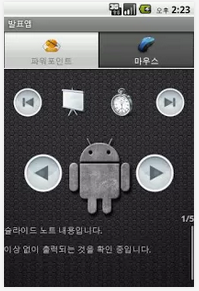 3G
오후 2:23
발표앱
파워포인트
마우스
1/5
슬라이드 노트 내용입니다.
이상 없이 출력되는 것을 확인 중입니다.